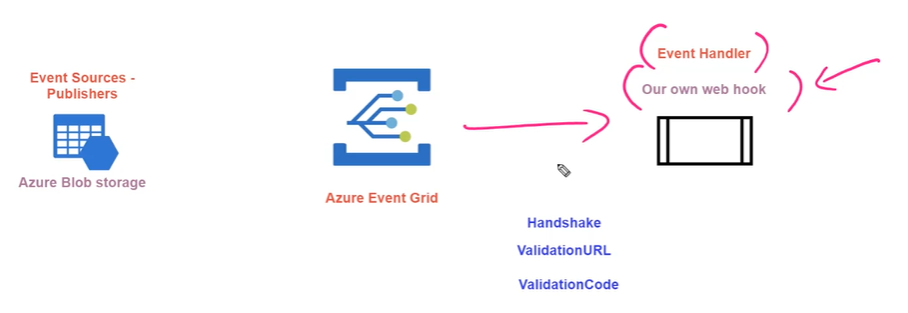 Event Sources -
Publishers
Azure Blob storage
Azure Event Grid
Event Handler
Our own web hook
Handshake
ValidationURL
ValidationCode